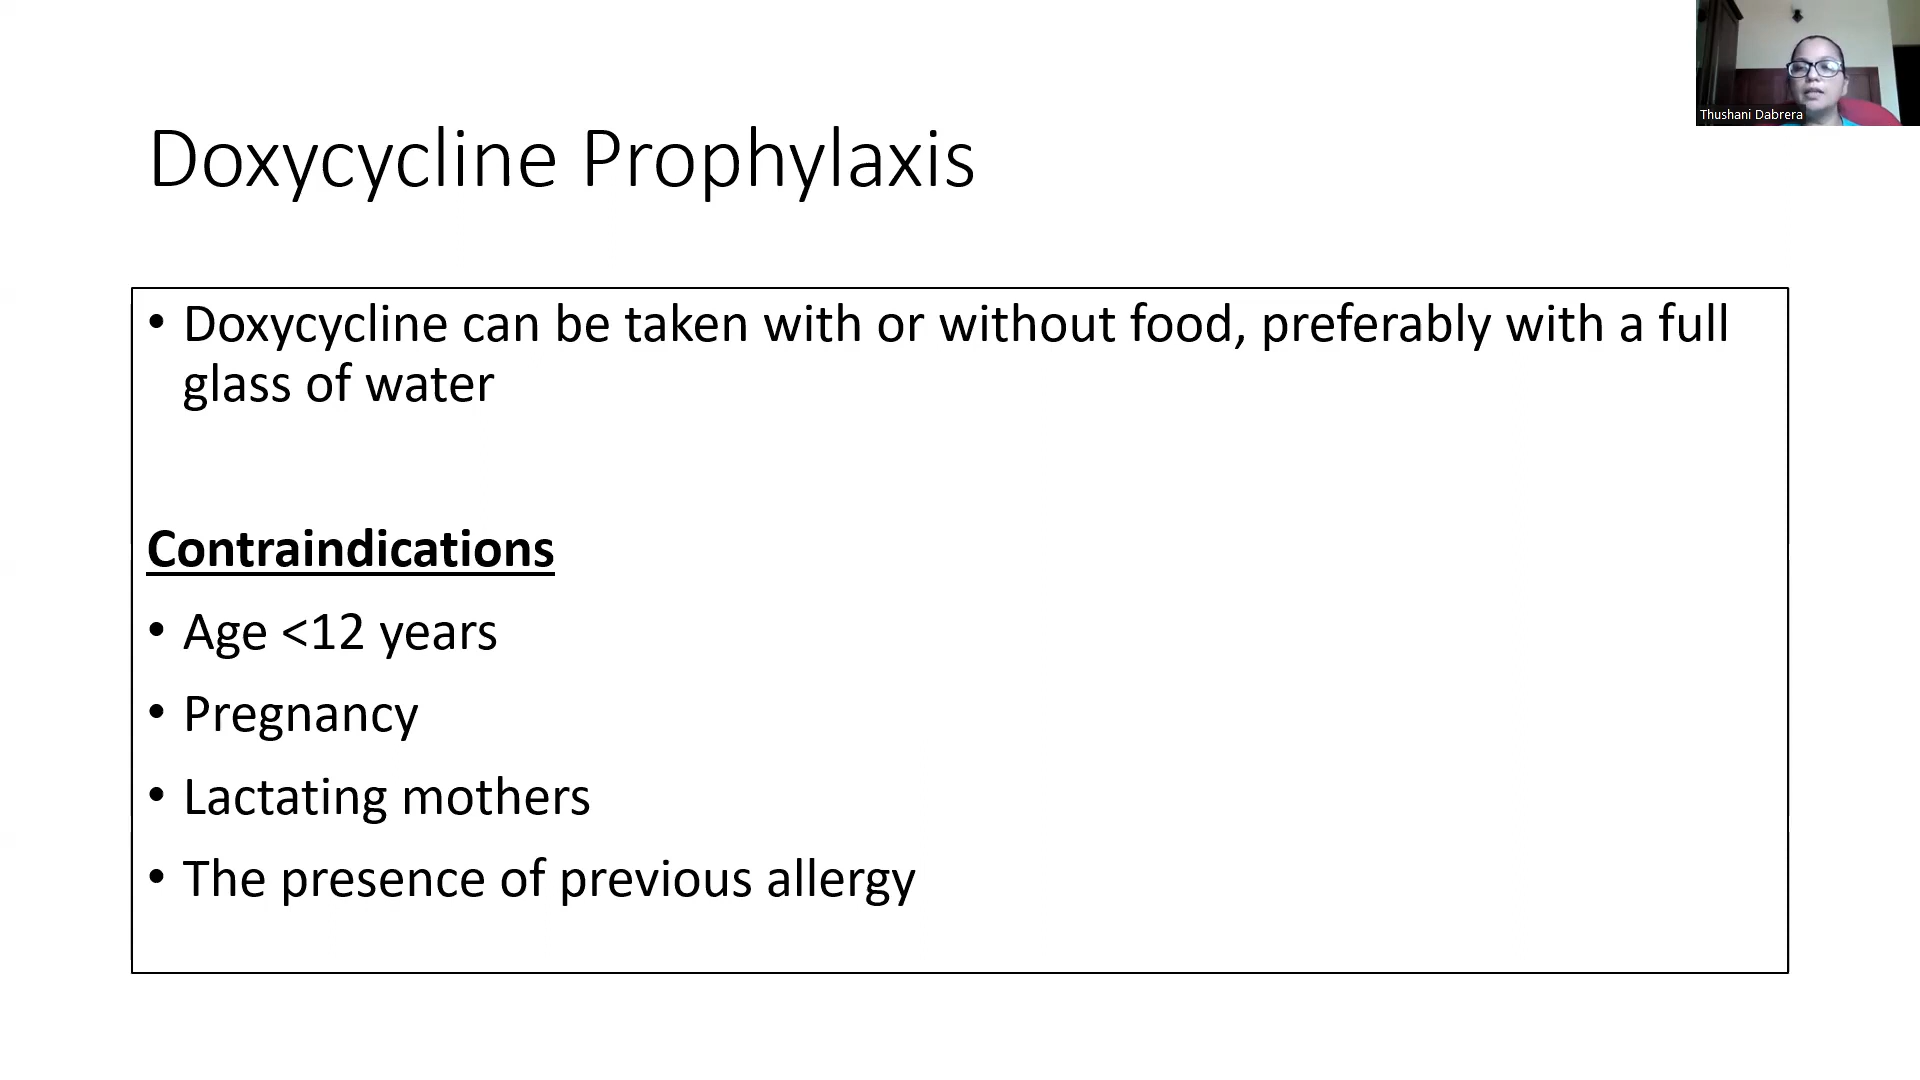 Thushani Dabrera
Doxycycline Prophylaxis
• Doxycycline can be taken with or without food, preferably with a full
glass of water
Contraindications
• Age <12 years
• Pregnancy
• Lactating mothers
• The presence of previous allergy